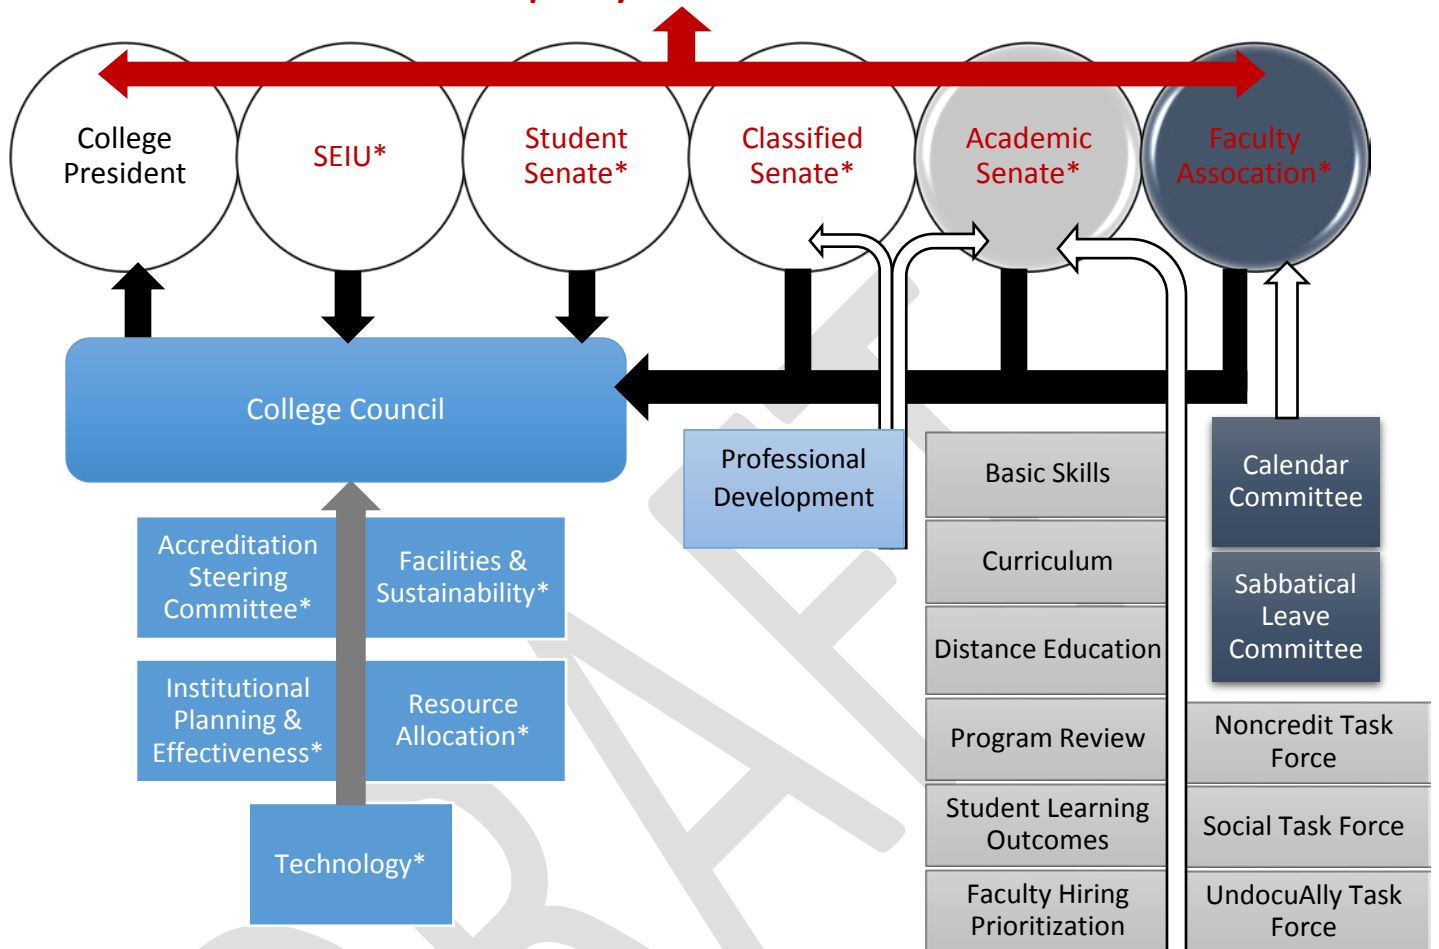 College
President
SEIU*
Student
Senate*
Classified
Senate*
Academic
Senate*
Faculty
Assocation*
College Council
Professional
Development
Basic Skills
Calendar
Committee
Accreditation
Steering
Committee*
Facilities &
Sustainability*
Curriculum
Sabbatical
Leave
Committee
Distance Education
Institutional
Planning &
Effectiveness*
Resource
Allocation*
Program Review
Noncredit Task
Force
Student Learning
Outcomes
Social Task Force
Technology*
Faculty Hiring
Prioritization
UndocuAlly Task
Force
DRAFT